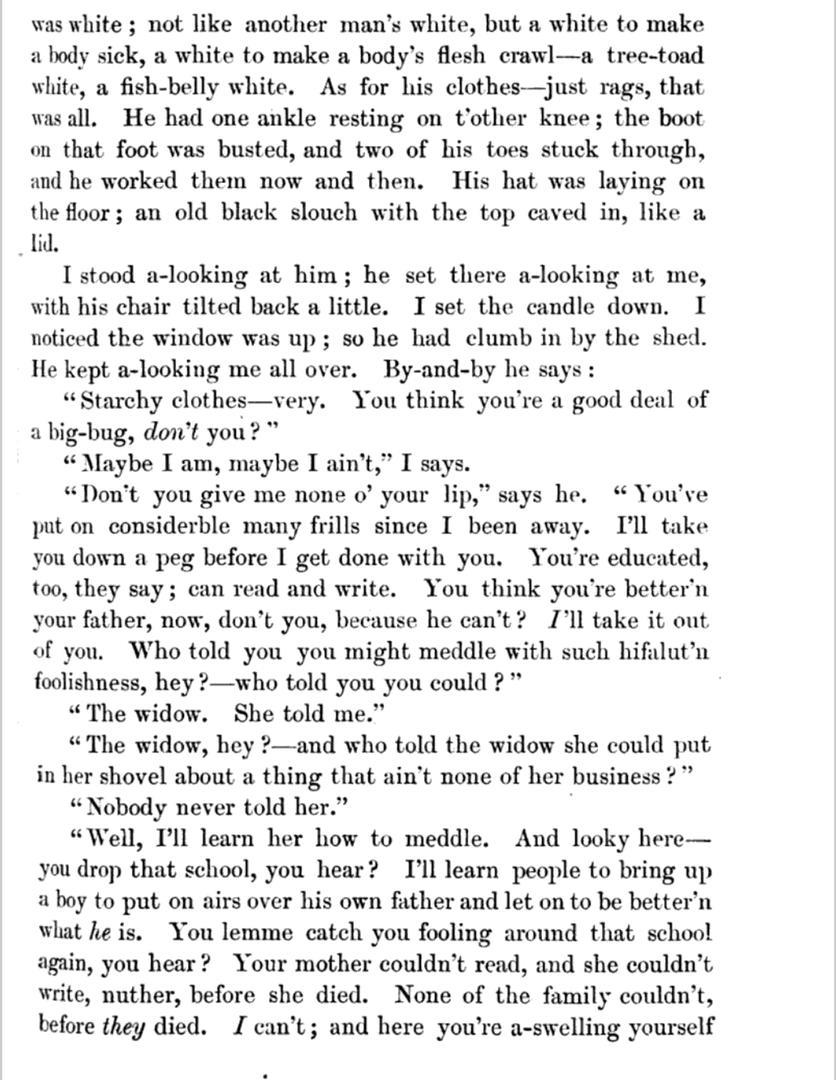 was white ; not like another man's white, but a white to make
a body sick, a white to make a body's flesh crawl—a tree-toad
white, a fish-belly white. As for his clothes—just rags, that
was all. He had one ankle resting on t'other knee ; the boot
on that foot was busted, and two of his toes stuck through,
and he worked them now and then. His hat was laying on
the floor ; an old black slouch with the top caved in, like a
lid.
I stood a-looking at him ; he set there a-looking at me,
with his chair tilted back a little. I set the candle down. I
noticed the window was up ; so he had clumb in by the shed.
He kept a-looking me all over. By-and-by he says :
“ Starchy clothes—very. You think you're a good deal of
a big-bug, don't you ? ”
“ Maybe I am, maybe I ain't,” I says.
“ Don't you give me none o' your lip,” says he. “ You've
put on considerble many frills since I been away. I'll take
you down a peg before I get done with you. You're educated,
too, they say ; can read and write. You think you're better'n
your father, now, don't you, because he can't ? I'll take it out
of you. Who told you you might meddle with such hifalut'n
foolishness, hey ?—who told you you could ? ”
“ The widow. She told me.”
“ The widow, hey ?—and who told the widow she could put
in her shovel about a thing that ain't none of her business ? ”
“ Nobody never told her.”
“ Well, I'll learn her how to meddle. And looky here—
you drop that school, you hear ? I'll learn people to bring up
a boy to put on airs over his own father and let on to be better'n
what he is. You lemme catch you fooling around that school
again, you hear ? Your mother couldn't read, and she couldn't
write, nuther, before she died. None of the family couldn't,
before they died. I can't ; and here you're a-swelling yourself